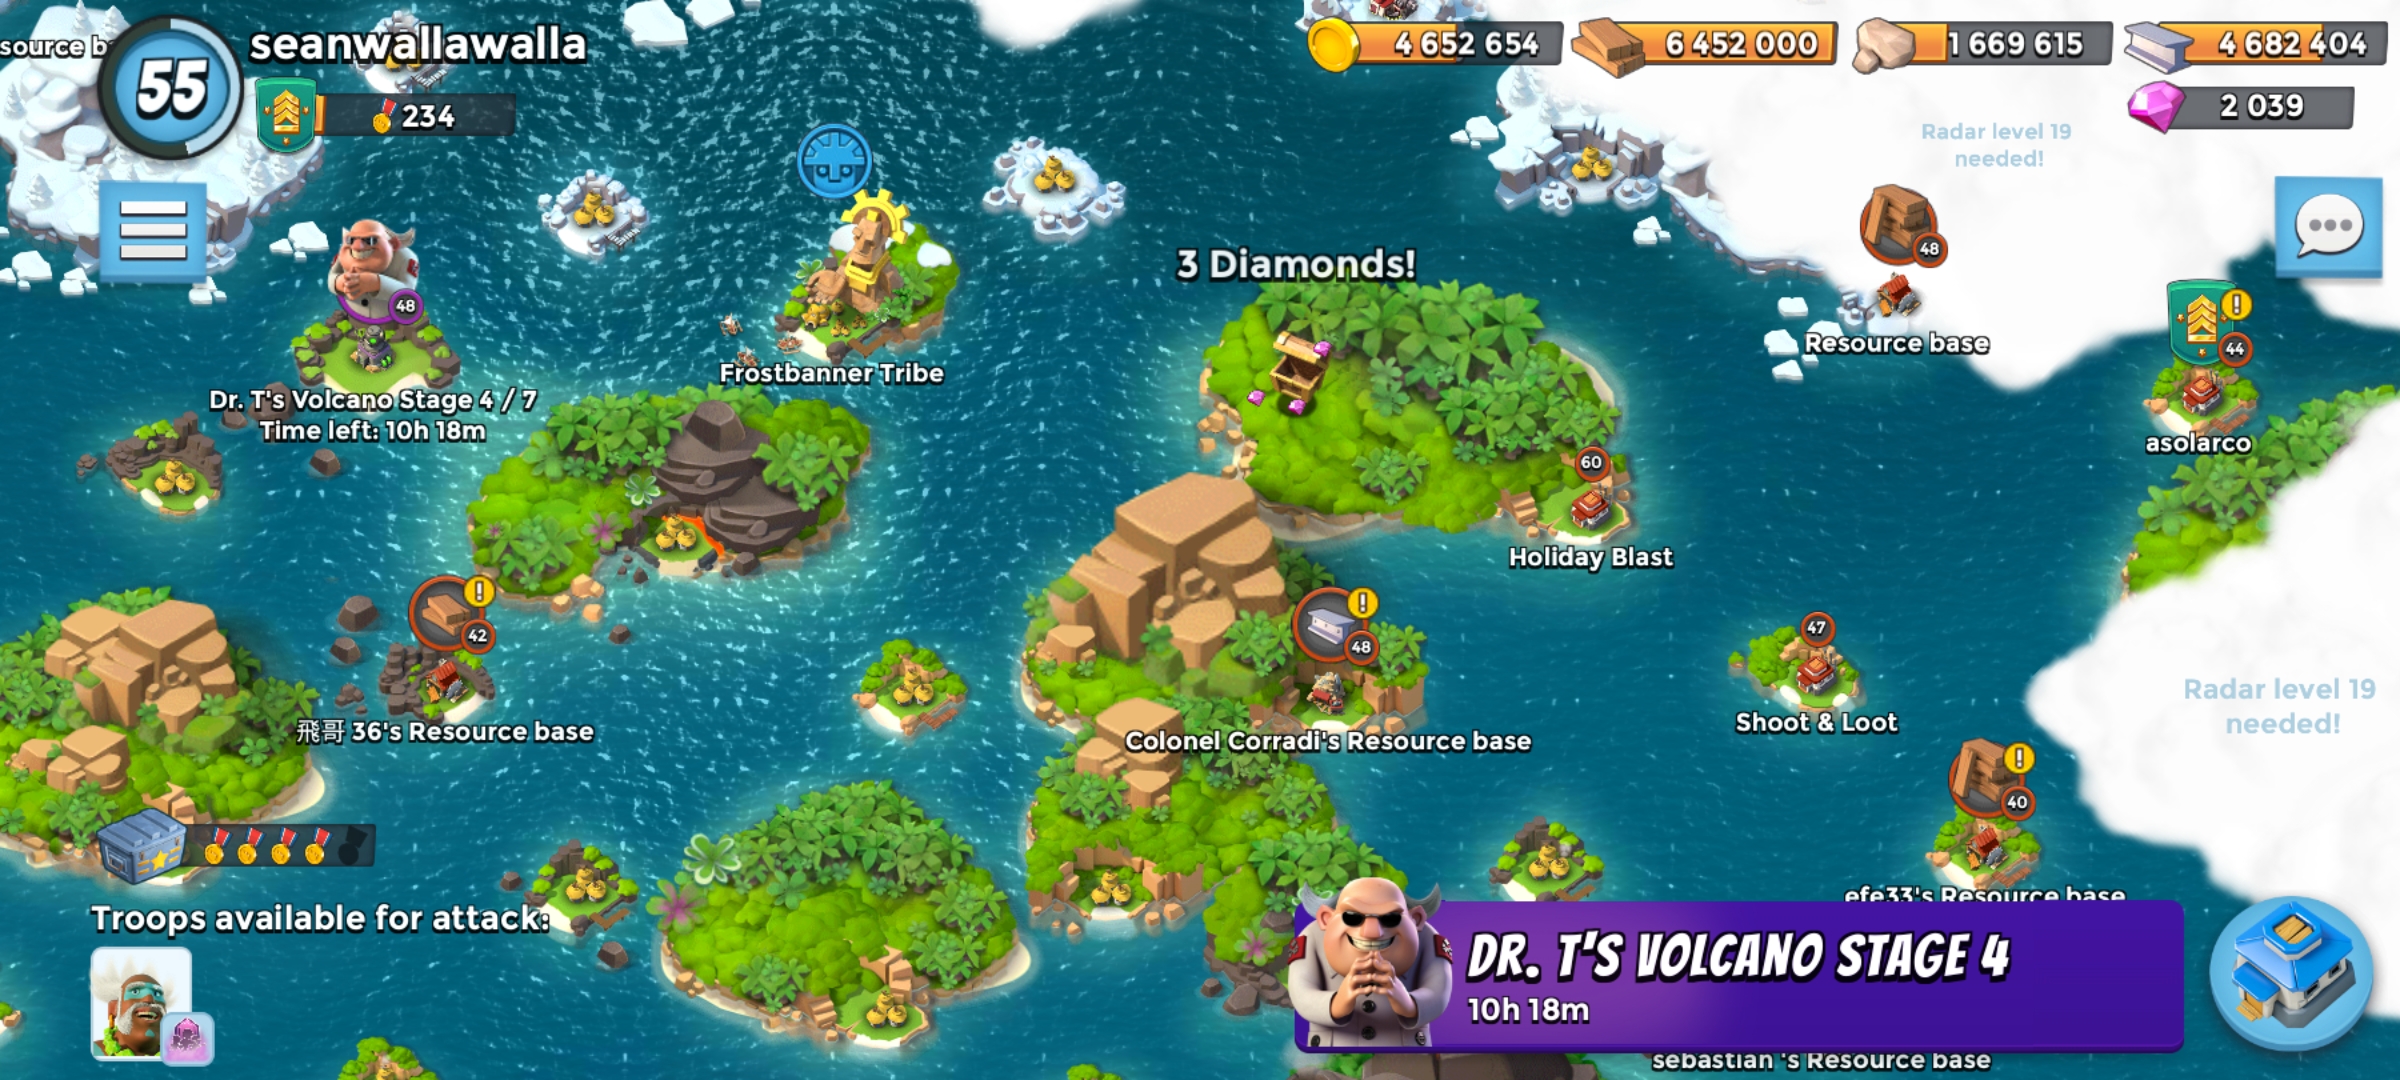 source b
55
seanwallawalla
234
4 652 654
6 452 000
1 669 615
4 682 404
2 039
Radar level 19
needed!
48
Resource base
44
asolarco
3 Diamonds!
48
Dr. T's Volcano Stage 4 / 7
Time left: 10h 18m
Frostbanner Tribe
60
Holiday Blast
42
飛哥 36's Resource base
48
Colonel Corradi's Resource base
47
Shoot & Loot
Radar level 19
needed!
40
efe33's Resource base
Troops available for attack:
DR. T'S VOLCANO STAGE 4
10h 18m
sebastian 's Resource base